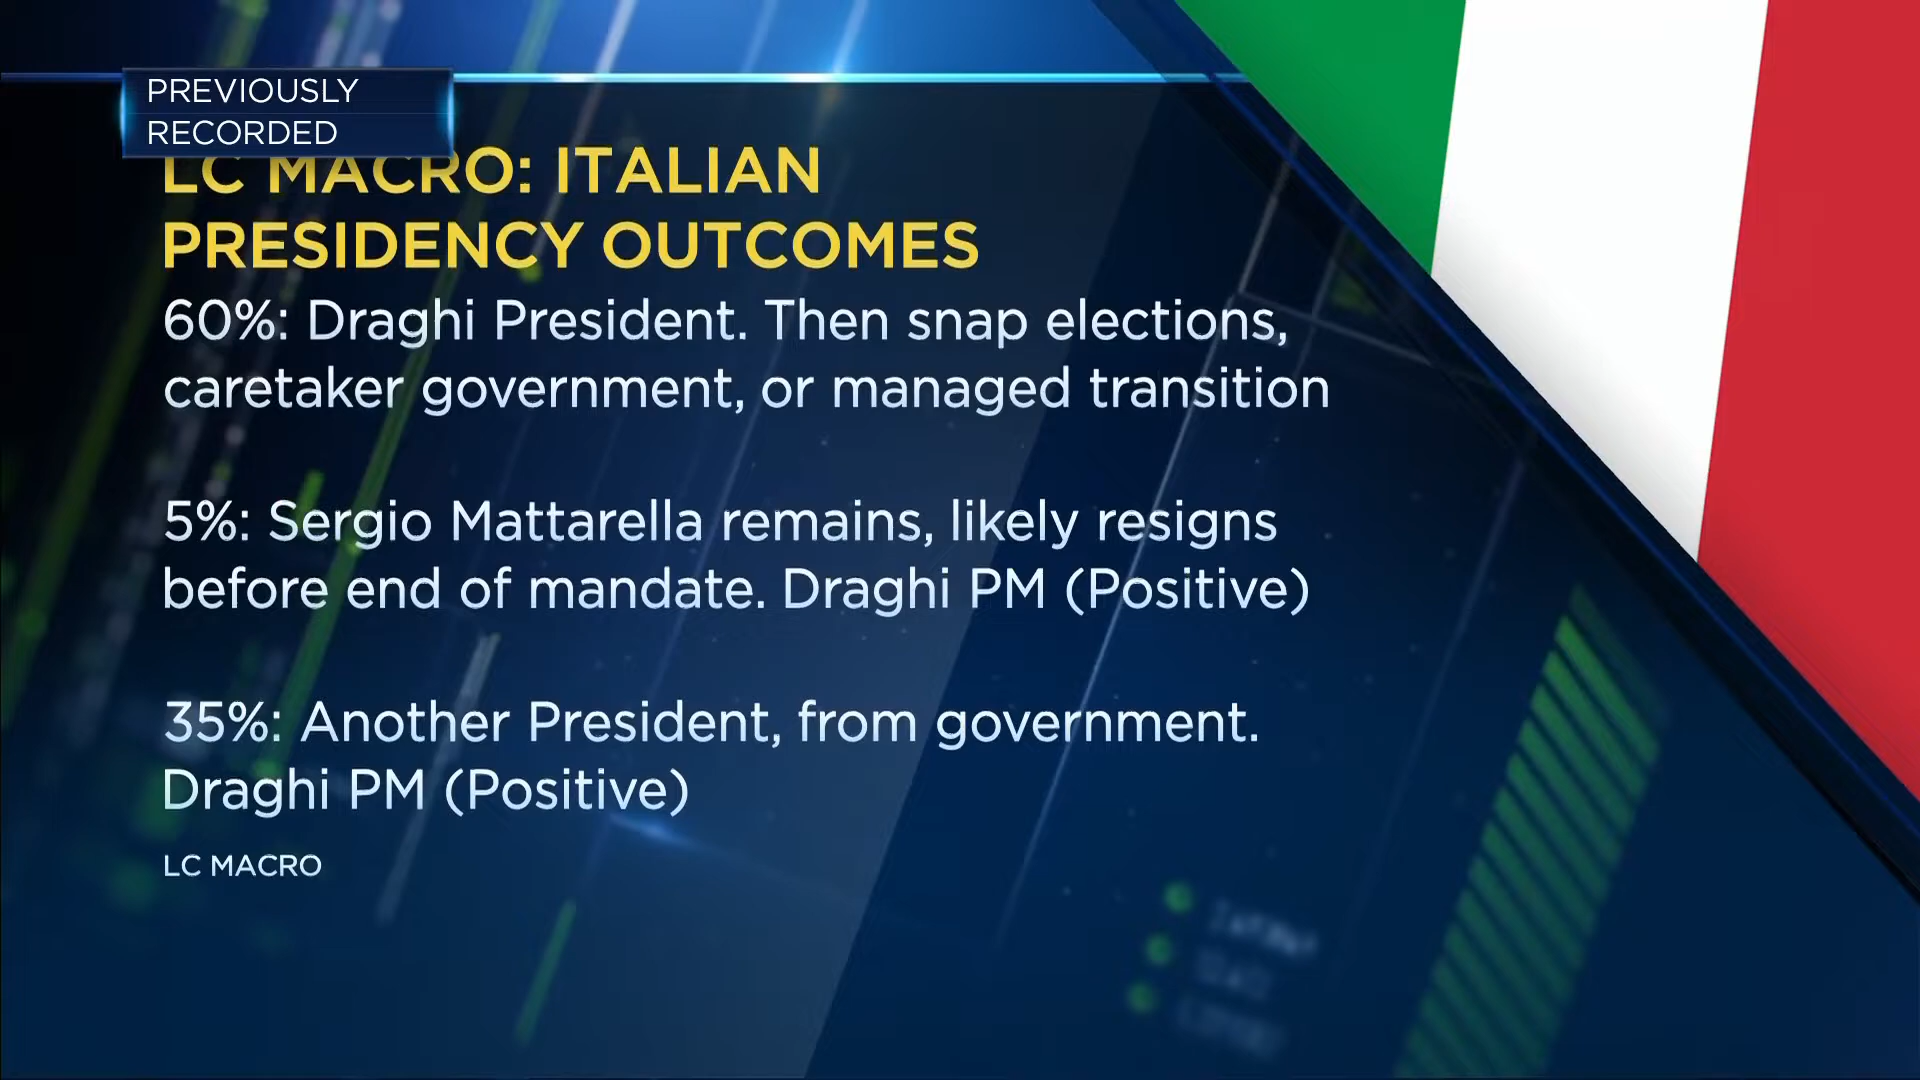 PREVIOUSLY
RECORDED
LC MACRO: ITALIAN
PRESIDENCY OUTCOMES
60%: Draghi President. Then snap elections,
caretaker government, or managed transition
5%: Sergio Mattarella remains, likely resigns
before end of mandate. Draghi PM (Positive)
35%: Another President, from government.
Draghi PM (Positive)
LC MACRO